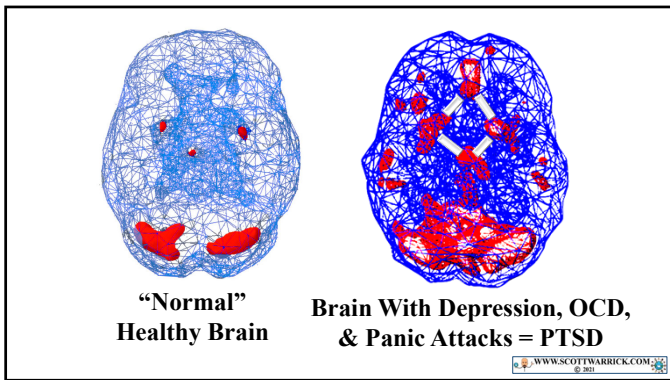 “Normal”
Healthy Brain
Brain With Depression, OCD,
& Panic Attacks = PTSD
WWW.SCOTTWARRICK.COM
© 2021